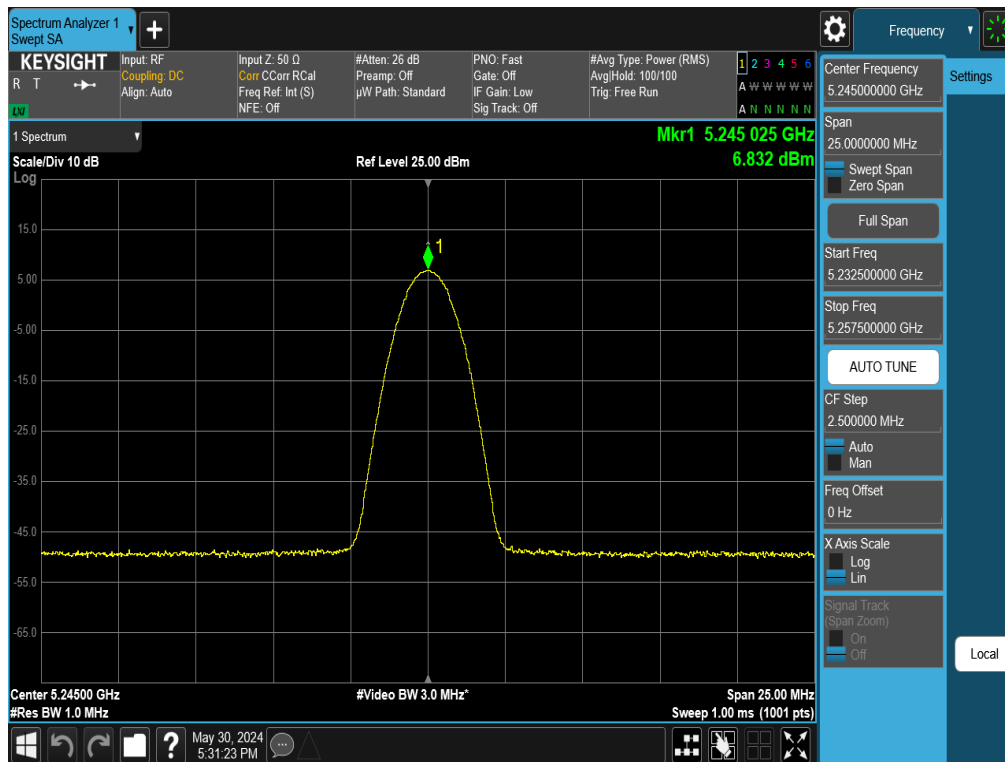 Spectrum Analyzer 1
Swept SA
Frequency
KEYSIGHT
R T
LXI
Input: RF
Coupling: DC
Align: Auto
Input Z: 50 Ω
Corr CCorr RCal
Freq Ref: Int (S)
NFE: Off
#Atten: 26 dB
Preamp: Off
µW Path: Standard
PNO: Fast
Gate: Off
IF Gain: Low
Sig Track: Off
#Avg Type: Power (RMS)
Avg|Hold: 100/100
Trig: Free Run
1 2 3 4 5 6
A W W W W W
A N N N N N
1 Spectrum
Scale/Div 10 dB
Log
Ref Level 25.00 dBm
Mkr1 5.245 025 GHz
6.832 dBm
1
15.0
5.00
-5.00
-15.0
-25.0
-35.0
-45.0
-55.0
-65.0
Center 5.24500 GHz
#Res BW 1.0 MHz
#Video BW 3.0 MHz*
Span 25.00 MHz
Sweep 1.00 ms (1001 pts)
Center Frequency
5.245000000 GHz
Span
25.0000000 MHz
Swept Span
Zero Span
Full Span
Start Freq
5.232500000 GHz
Stop Freq
5.257500000 GHz
AUTO TUNE
CF Step
2.500000 MHz
Auto
Man
Freq Offset
0 Hz
X Axis Scale
Log
Lin
Signal Track
(Span Zoom)
On
Off
Settings
Local
May 30, 2024
5:31:23 PM